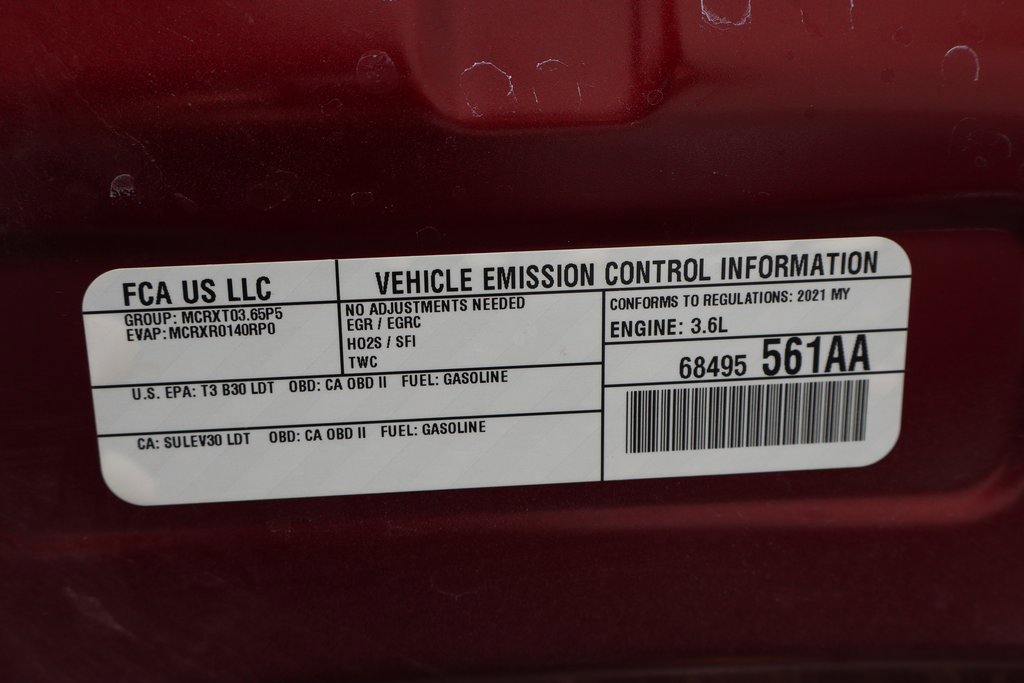 FCA US LLC
GROUP: MCRXT03.65P5
EVAP: MCRXR0140RP0
VEHICLE EMISSION CONTROL INFORMATION
NO ADJUSTMENTS NEEDED
EGR / EGRC
HO2S / SFI
TWC
CONFORMS TO REGULATIONS: 2021 MY
ENGINE: 3.6L
68495 561AA
U.S. EPA: T3 B30 LDT OBD: CA OBD II FUEL: GASOLINE
CA: SULEV30 LDT OBD: CA OBD II FUEL: GASOLINE